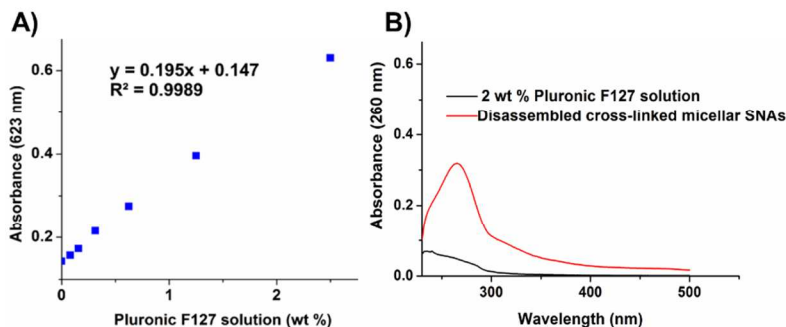 A)
y = 0.195x + 0.147
R² = 0.9989
Absorbance (623 nm)
0.6
0.4
0.2
0
1
2
Pluronic F127 solution (wt %)
B)
2 wt % Pluronic F127 solution
Disassembled cross-linked micellar SNAs
Absorbance (260 nm)
0.6
0.4
0.2
0.0
300
400
500
Wavelength (nm)